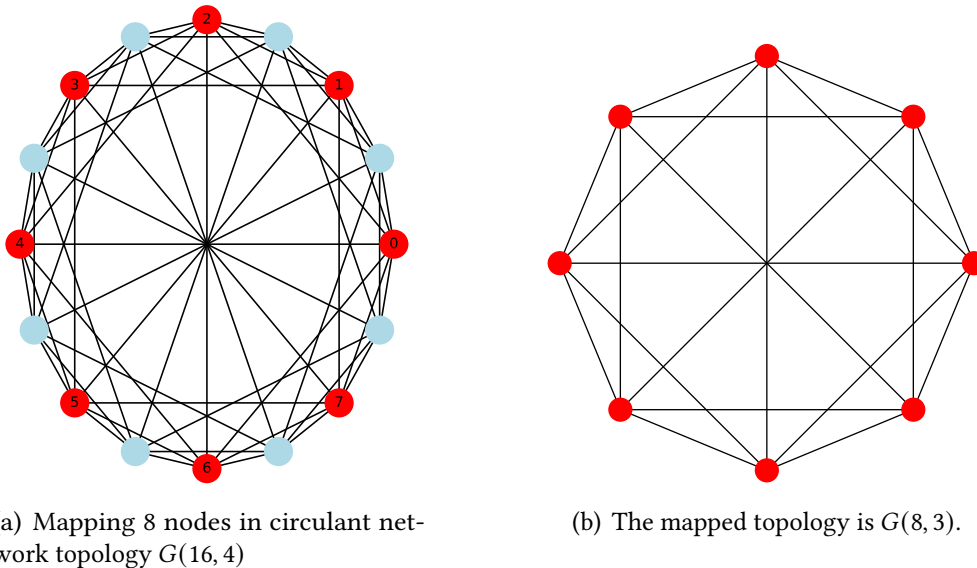 2
3
1
4
0
5
7
6
a) Mapping 8 nodes in circulant net-
work topology G(16, 4)
(b) The mapped topology is G(8, 3).